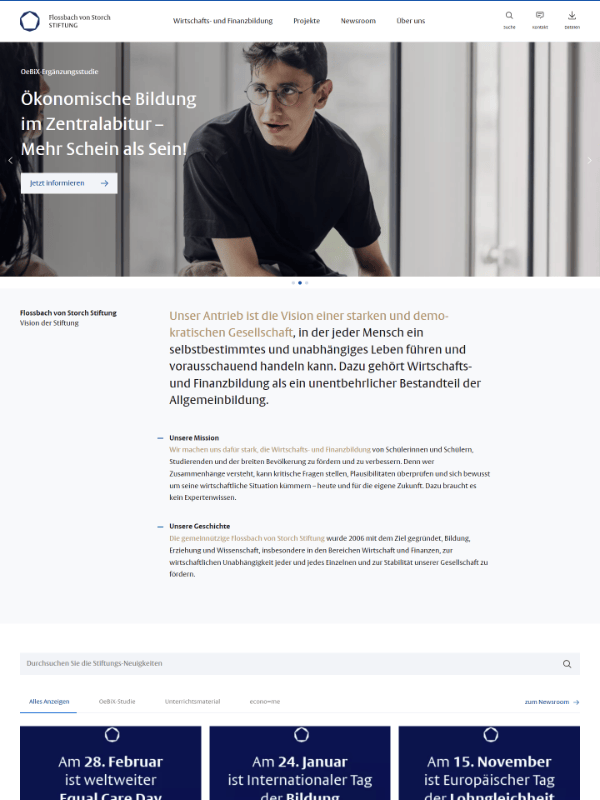 Flossbach von Storch
STIFTUNG
Wirtschafts- und Finanzbildung
Projekte
Newsroom
Über uns
Suche
Kontakt
Dateien
OeBiX-Ergänzungsstudie
Ökonomische Bildung
im Zentralabitur –
Mehr Schein als Sein!
Jetzt informieren
Flossbach von Storch Stiftung
Vision der Stiftung
Unser Antrieb ist die Vision einer starken und demo-
kratischen Gesellschaft, in der jeder Mensch ein
selbstbestimmtes und unabhängiges Leben führen und
vorausschauend handeln kann. Dazu gehört Wirtschafts-
und Finanzbildung als ein unentbehrlicher Bestandteil der
Allgemeinbildung.
Unsere Mission
Wir machen uns dafür stark, die Wirtschafts- und Finanzbildung von Schülerinnen und Schülern,
Studierenden und der breiten Bevölkerung zu fördern und zu verbessern. Denn wer
Zusammenhänge versteht, kann kritische Fragen stellen, Plausibilitäten überprüfen und sich bewusst
um seine wirtschaftliche Situation kümmern – heute und für die eigene Zukunft. Dazu braucht es
kein Expertenwissen.
Unsere Geschichte
Die gemeinnützige Flossbach von Storch Stiftung wurde 2006 mit dem Ziel gegründet, Bildung,
Erziehung und Wissenschaft, insbesondere in den Bereichen Wirtschaft und Finanzen, zur
wirtschaftlichen Unabhängigkeit jeder und jedes Einzelnen und zur Stabilität unserer Gesellschaft zu
fördern.
Durchsuchen Sie die Stiftungs-Neuigkeiten
Alles Anzeigen
OeBiX-Studie
Unterrichtsmaterial
econo=me
zum Newsroom
Am 28. Februar
ist weltweiter
Equal Care Day
Am 24. Januar
ist Internationaler Tag
der Bildung
Am 15. November
ist Europäischer Tag
der Lohngleichheit